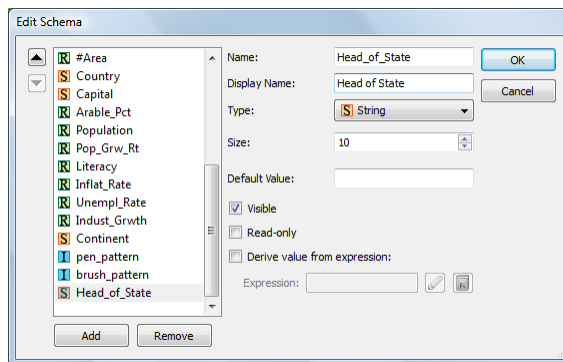 Edit Schema
R #Area
S Country
S Capital
R Arable_Pct
R Population
R Pop_Grw_Rt
R Literacy
R Inflat_Rate
R Unempl_Rate
R Indust_Grwth
S Continent
I pen_pattern
I brush_pattern
S Head_of_State
Add Remove
Name: Head_of_State
Display Name: Head of State
Type: S String
Size: 10
Default Value:
Visible
Read-only
Derive value from expression:
Expression:
OK
Cancel